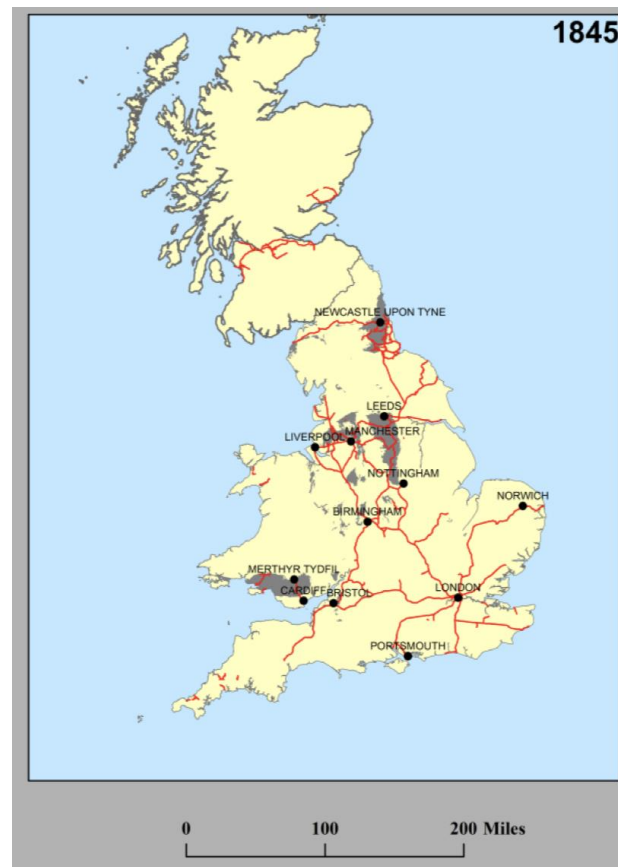 1845
NEWCASTLE UPON TYNE
LEEDS
LIVERPOOL
MANCHESTER
NOTTINGHAM
NORWICH
BIRMINGHAM
MERTHYR TYDFIL
CARDIFF
BRISTOL
LONDON
PORTSMOUTH
0 100 200 Miles